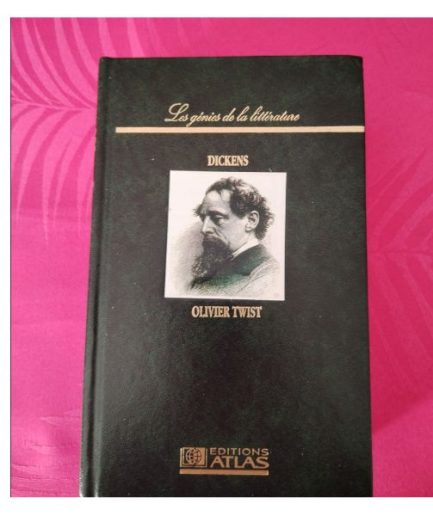 Les génies de la littérature
DICKENS
OLIVIER TWIST
EDITIONS
ATLAS